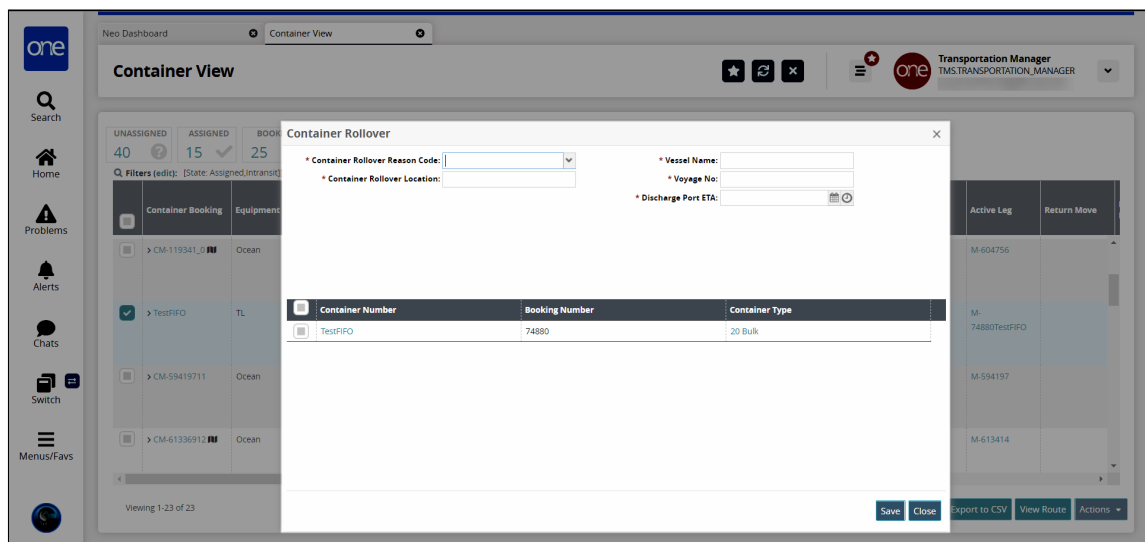 one
Search
Home
Problems
Alerts
Chats
Switch
Menus/Favs
Neo Dashboard
Container View
Container View
one
Transportation Manager
TMS.TRANSPORTATION_MANAGER
UNASSIGNED ASSIGNED BOOK
40 15 25
Filters (edit): [State: Assigned,Intransit]
Container Booking Equipment Active Leg Return Move
CM-119341_0 Ocean M-604756
TestFIFO TL M-
74880TestFIFO
CM-59419711 Ocean M-594197
CM-61336912 Ocean M-613414
Viewing 1-23 of 23
Export to CSV View Route Actions
Container Rollover
* Container Rollover Reason Code: * Vessel Name:
* Container Rollover Location: * Voyage No:
* Discharge Port ETA:
Container Number Booking Number Container Type
TestFIFO 74880 20 Bulk
Save Close